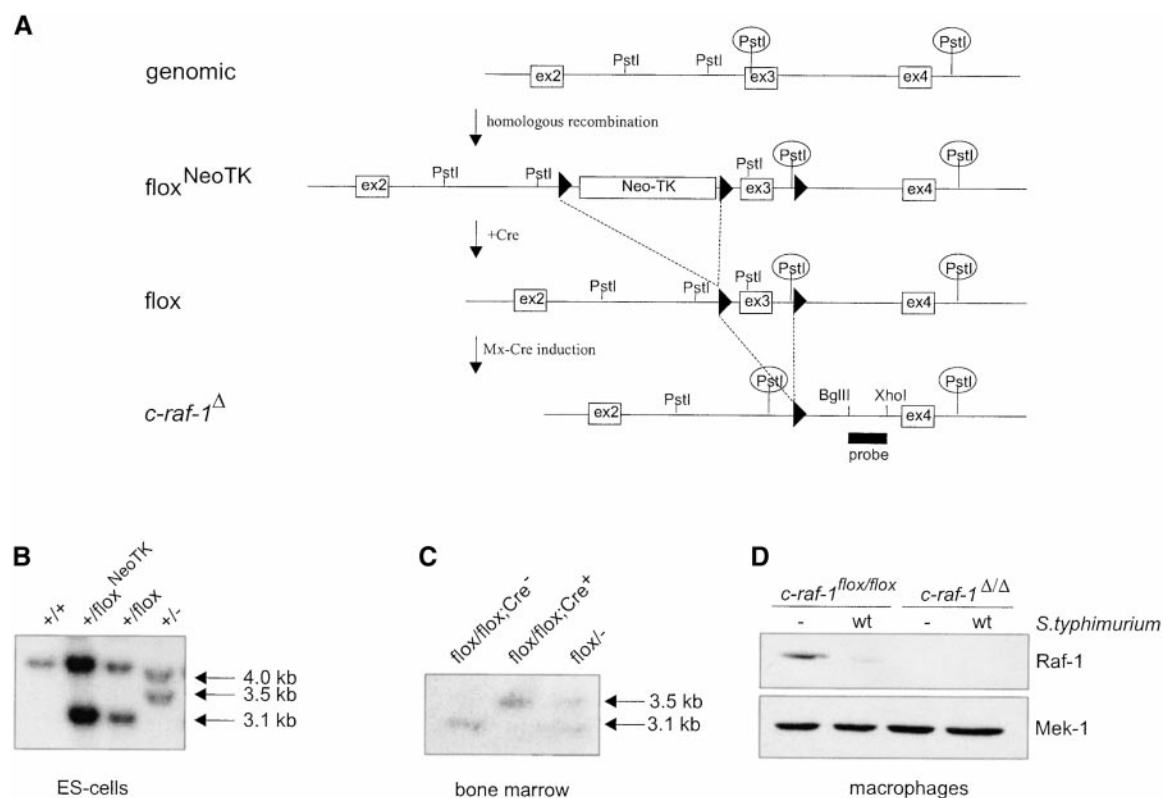 A
genomic
PstI PstI PstI PstI
ex2 ex3 ex4
homologous recombination
flox NeoTK
PstI PstI PstI PstI PstI
ex2 Neo-TK ex3 ex4
+Cre
flox
PstI PstI PstI PstI PstI
ex2 ex3 ex4
Mx-Cre induction
c-raf-1 Δ
PstI PstI BglII XhoI PstI
ex2 ex4
probe
B
+/+
+/flox NeoTK
+/flox
+/-
4.0 kb
3.5 kb
3.1 kb
ES-cells
C
flox/flox;Cre-
flox/flox;Cre+
flox/-
3.5 kb
3.1 kb
bone marrow
D
c-raf-1 flox/flox c-raf-1 Δ/Δ
- wt - wt S.typhimurium
Raf-1
Mek-1
macrophages